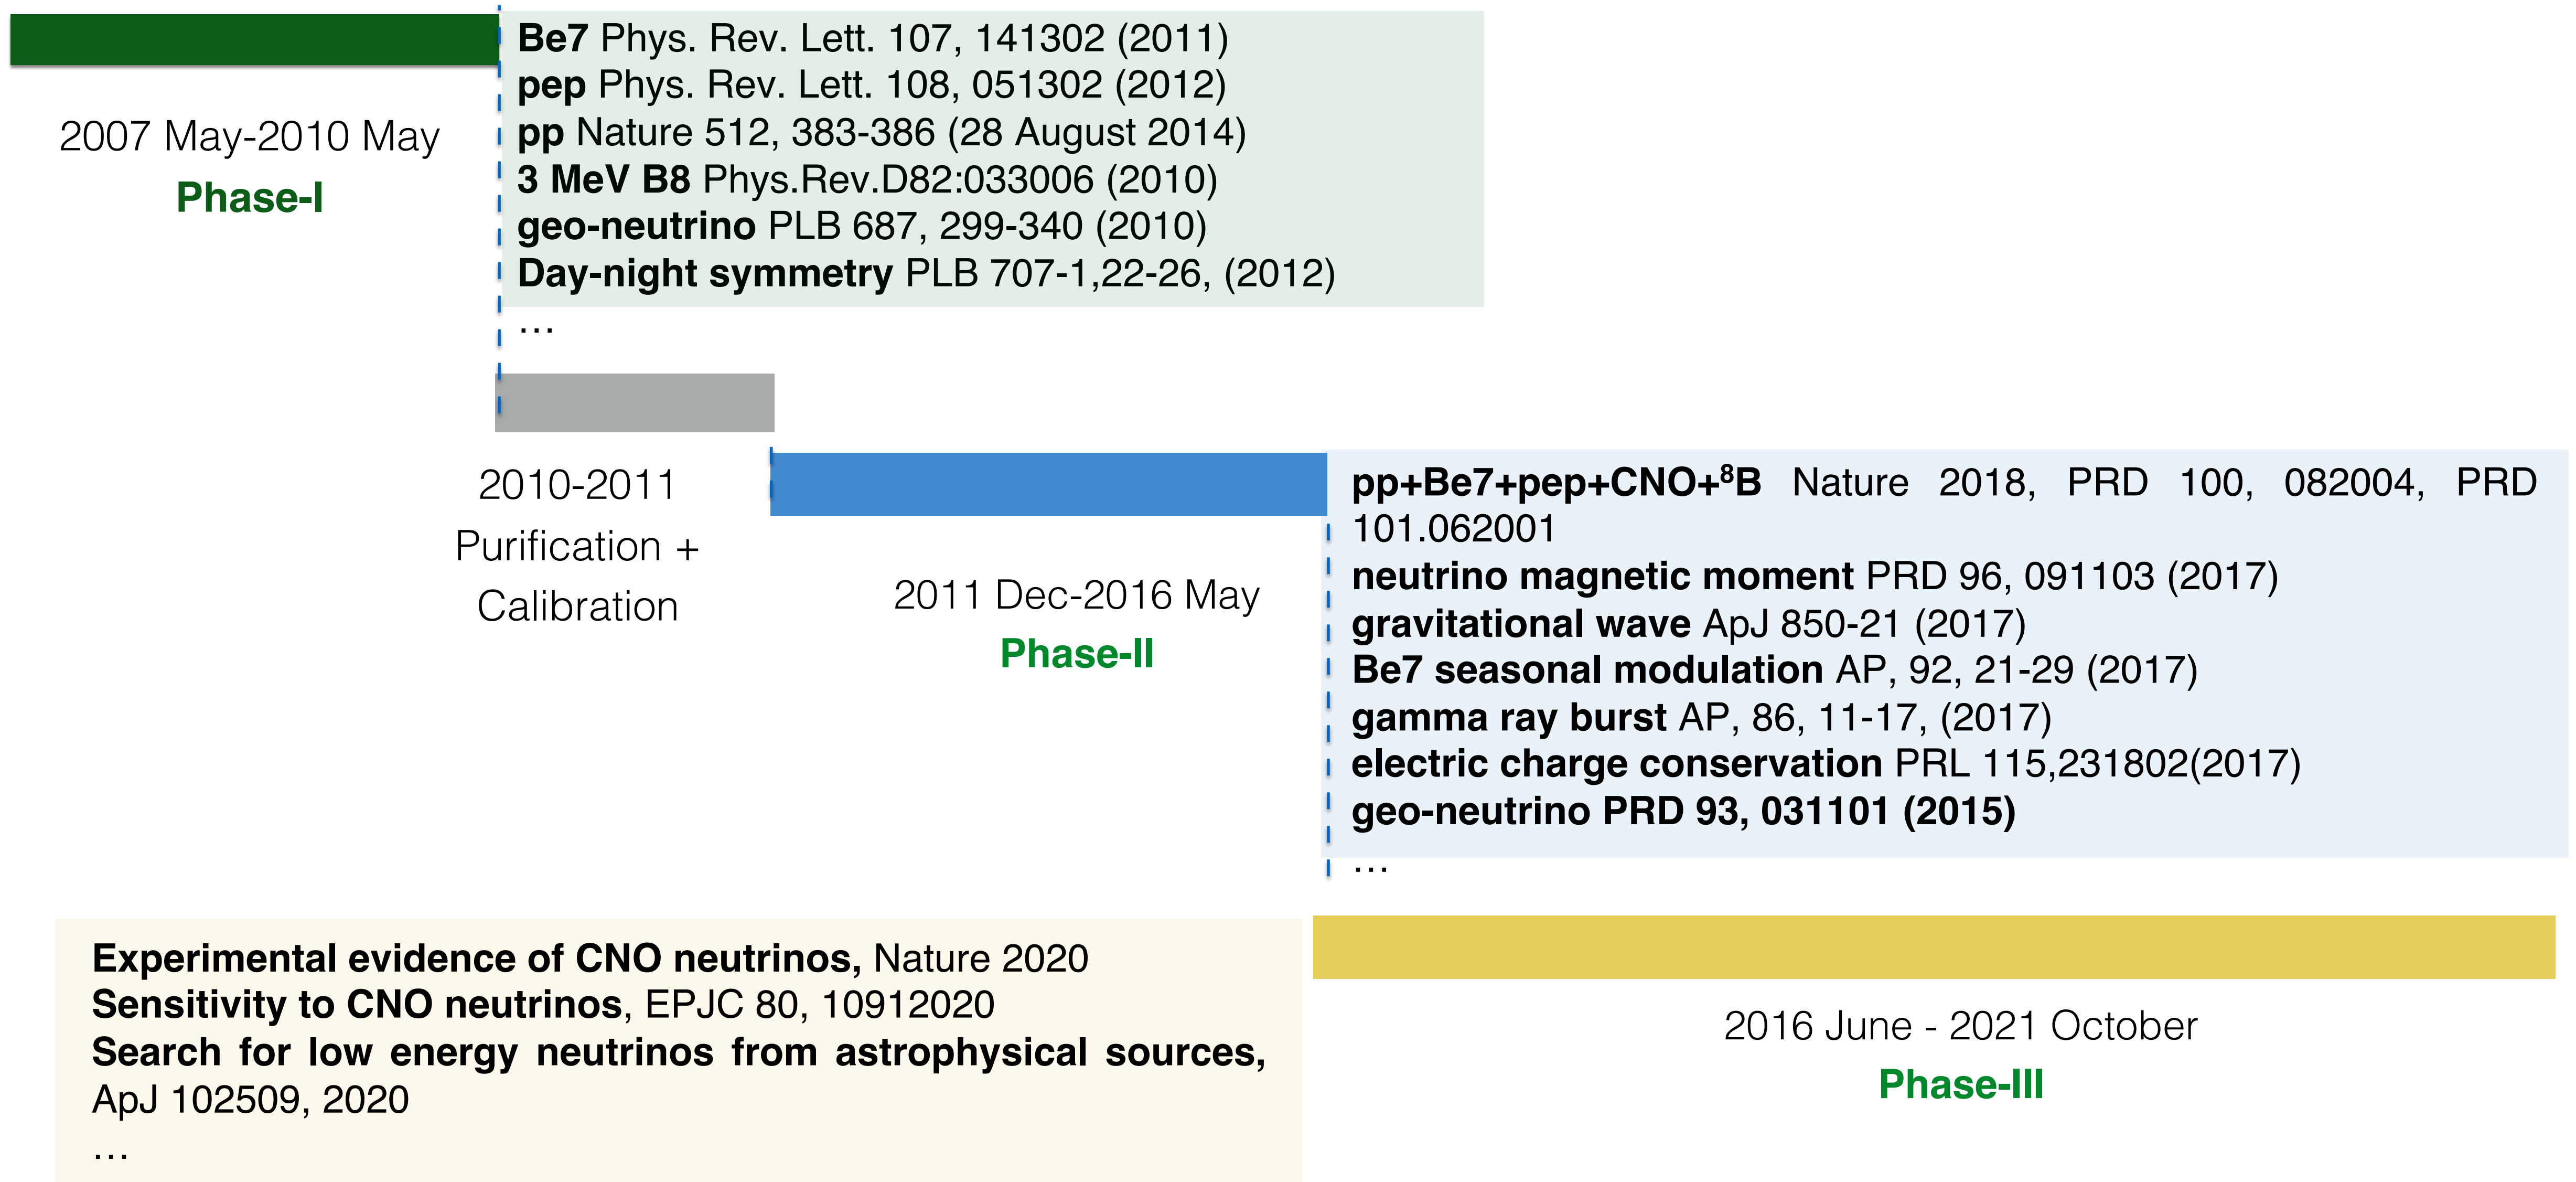 Be7 Phys. Rev. Lett. 107, 141302 (2011)
pep Phys. Rev. Lett. 108, 051302 (2012)
pp Nature 512, 383-386 (28 August 2014)
3 MeV B8 Phys.Rev.D82:033006 (2010)
geo-neutrino PLB 687, 299-340 (2010)
Day-night symmetry PLB 707-1,22-26, (2012)
…
2007 May-2010 May
Phase-I
2010-2011
Purification +
Calibration
2011 Dec-2016 May
Phase-II
pp+Be7+pep+CNO+⁸B Nature 2018, PRD 100, 082004, PRD
101.062001
neutrino magnetic moment PRD 96, 091103 (2017)
gravitational wave ApJ 850-21 (2017)
Be7 seasonal modulation AP, 92, 21-29 (2017)
gamma ray burst AP, 86, 11-17, (2017)
electric charge conservation PRL 115,231802(2017)
geo-neutrino PRD 93, 031101 (2015)
…
Experimental evidence of CNO neutrinos, Nature 2020
Sensitivity to CNO neutrinos, EPJC 80, 10912020
Search for low energy neutrinos from astrophysical sources,
ApJ 102509, 2020
…
2016 June - 2021 October
Phase-III